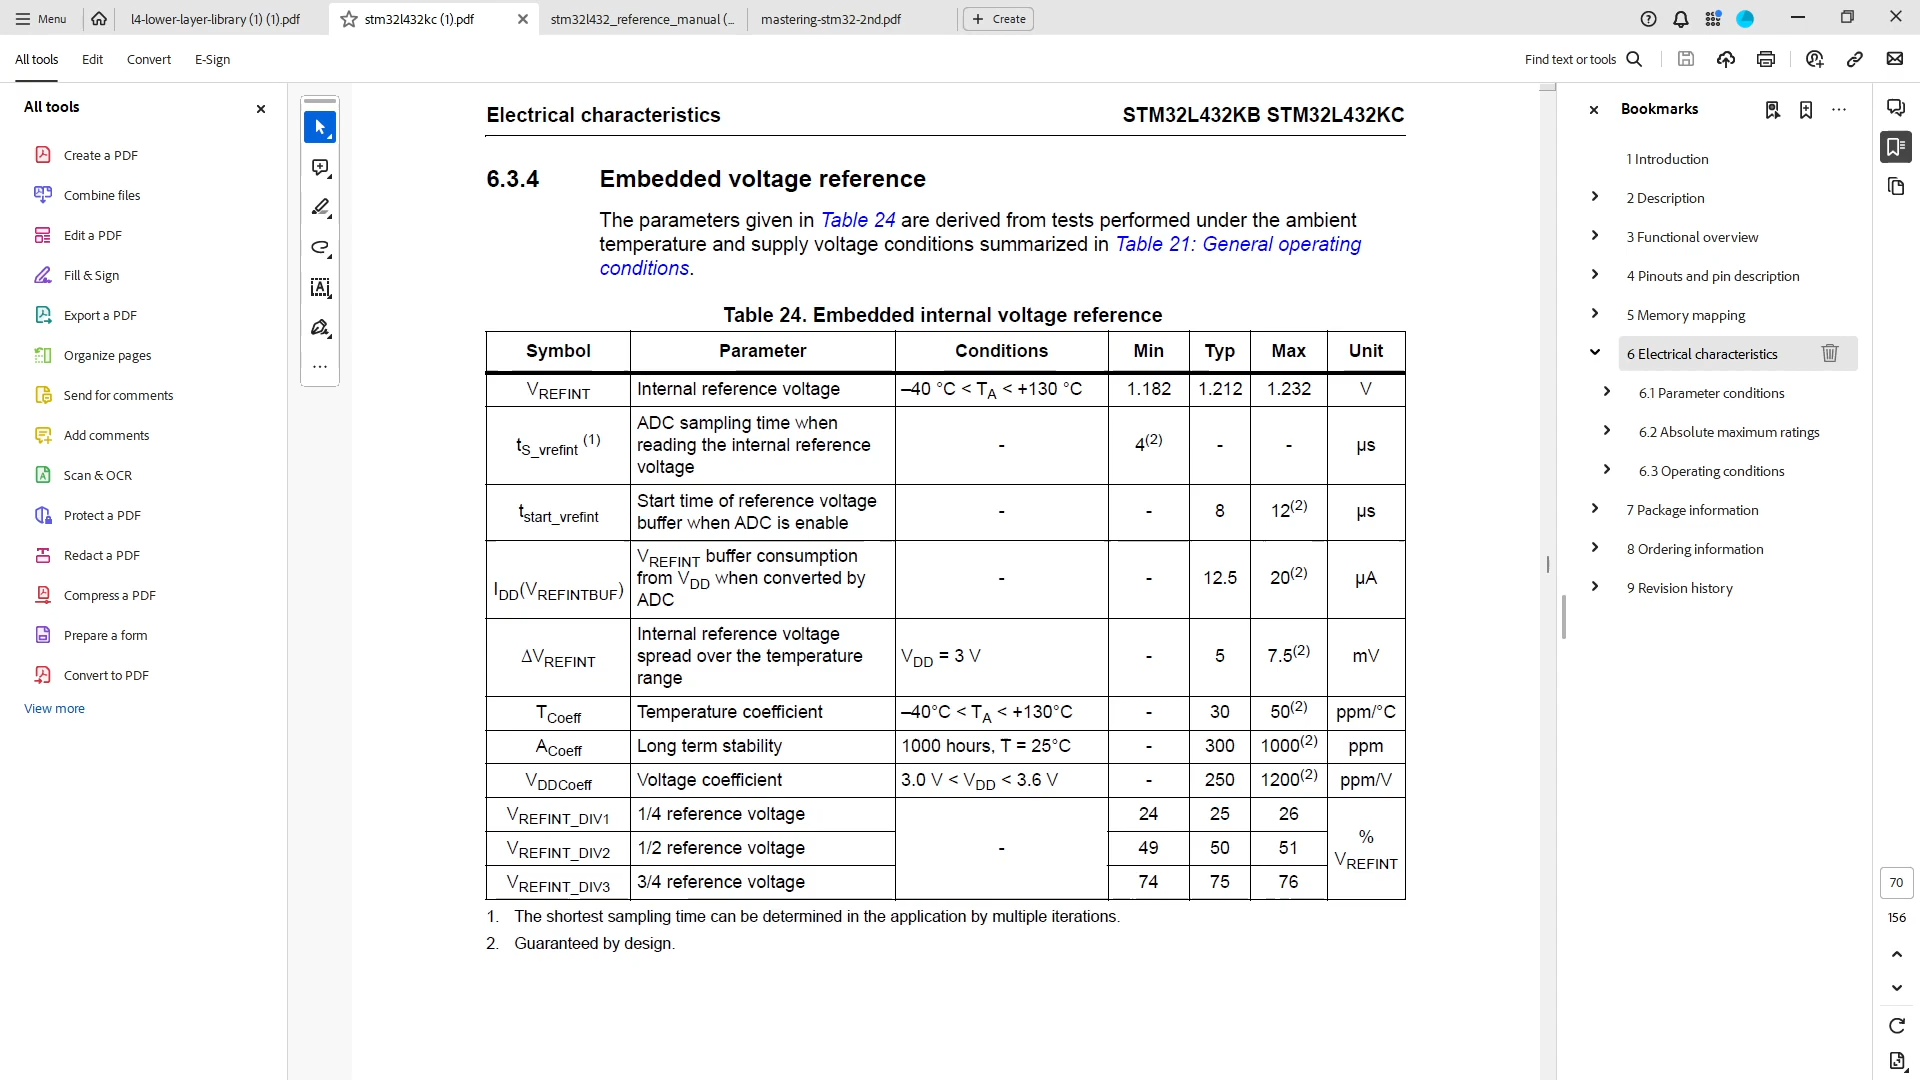 Menu
l4-lower-layer-library (1) (1).pdf
stm32l432kc (1).pdf
stm32l432_reference_manual (...
mastering-stm32-2nd.pdf
+ Create
All tools Edit Convert E-Sign
Find text or tools
All tools
Create a PDF
Combine files
Edit a PDF
Fill & Sign
Export a PDF
Organize pages
Send for comments
Add comments
Scan & OCR
Protect a PDF
Redact a PDF
Compress a PDF
Prepare a form
Convert to PDF
View more
Electrical characteristics STM32L432KB STM32L432KC
6.3.4 Embedded voltage reference
The parameters given in Table 24 are derived from tests performed under the ambient
temperature and supply voltage conditions summarized in Table 21: General operating
conditions.
Table 24. Embedded internal voltage reference
Symbol Parameter Conditions Min Typ Max Unit
VREFINT Internal reference voltage –40 °C < TA < +130 °C 1.182 1.212 1.232 V
tS_vrefint (1) ADC sampling time when
reading the internal reference
voltage - 4(2) - - µs
tstart_vrefint Start time of reference voltage
buffer when ADC is enable - - 8 12(2) µs
IDD(VREFINTBUF) VREFINT buffer consumption
from VDD when converted by
ADC - - 12.5 20(2) µA
∆VREFINT Internal reference voltage
spread over the temperature
range VDD = 3 V - 5 7.5(2) mV
TCoeff Temperature coefficient –40°C < TA < +130°C - 30 50(2) ppm/°C
ACoeff Long term stability 1000 hours, T = 25°C - 300 1000(2) ppm
VDDCoeff Voltage coefficient 3.0 V < VDD < 3.6 V - 250 1200(2) ppm/V
VREFINT_DIV1 1/4 reference voltage - 24 25 26 % VREFINT
VREFINT_DIV2 1/2 reference voltage 49 50 51
VREFINT_DIV3 3/4 reference voltage 74 75 76
1. The shortest sampling time can be determined in the application by multiple iterations.
2. Guaranteed by design.
Bookmarks
1 Introduction
2 Description
3 Functional overview
4 Pinouts and pin description
5 Memory mapping
6 Electrical characteristics
6.1 Parameter conditions
6.2 Absolute maximum ratings
6.3 Operating conditions
7 Package information
8 Ordering information
9 Revision history
70
156